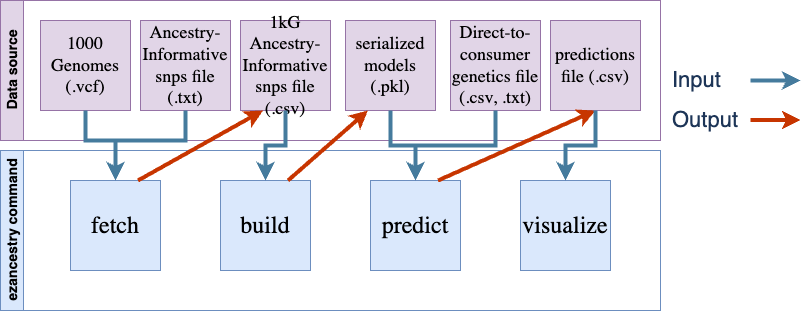 Data source
1000
Genomes
(.vcf)
Ancestry-
Informative
snps file
(.txt)
1kG
Ancestry-
Informative
snps file
(.csv)
serialized
models
(.pkl)
Direct-to-
consumer
genetics file
(.csv, .txt)
predictions
file (.csv)
Input
Output
ezancestry command
fetch
build
predict
visualize